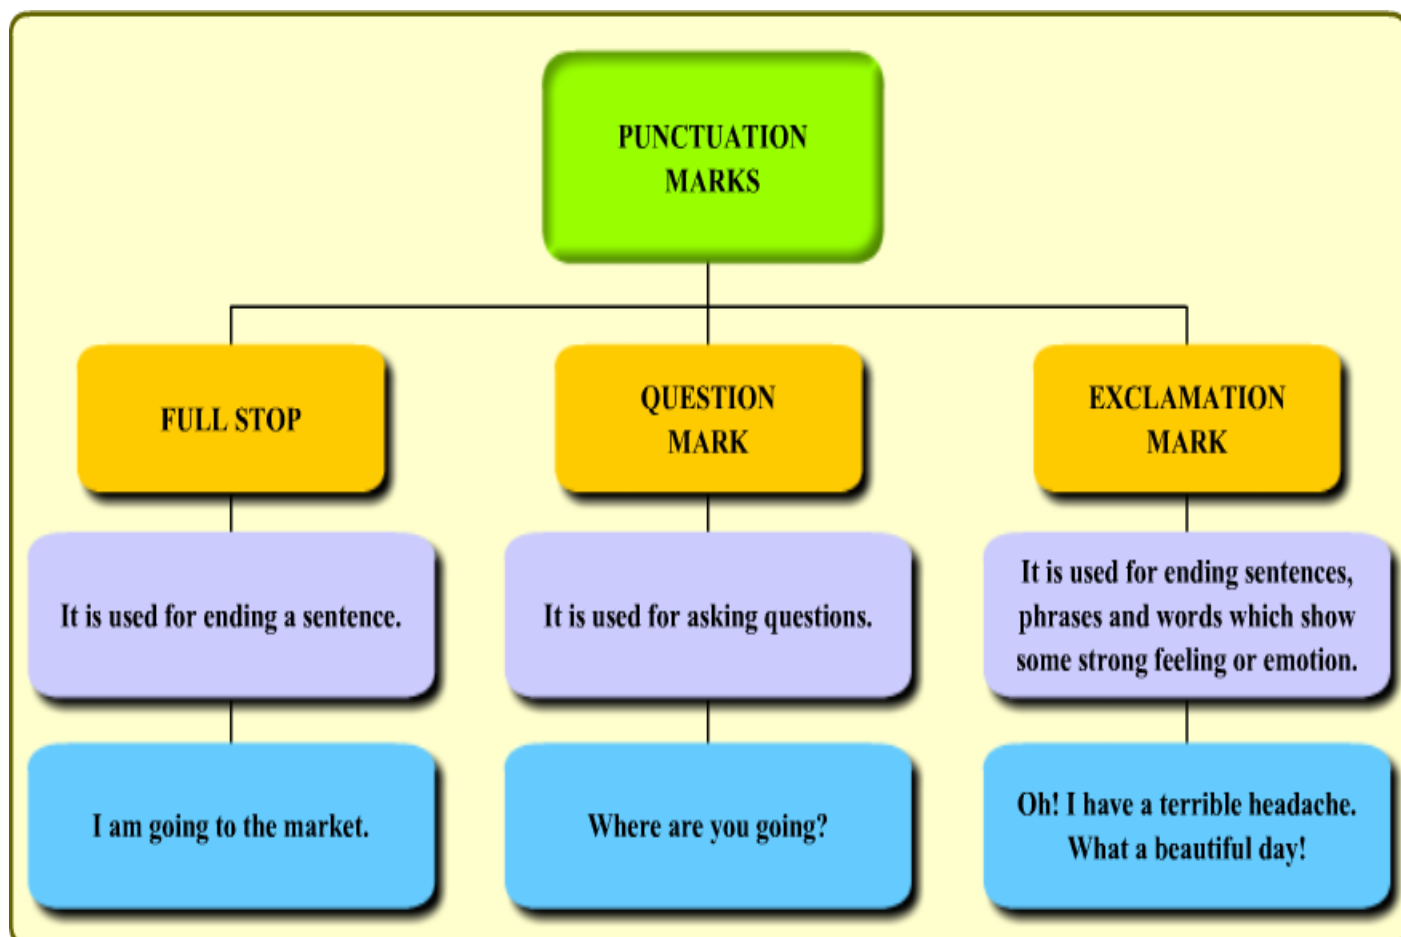 PUNCTUATION
MARKS
FULL STOP
QUESTION
MARK
EXCLAMATION
MARK
It is used for ending a sentence.
It is used for asking questions.
It is used for ending sentences,
phrases and words which show
some strong feeling or emotion.
I am going to the market.
Where are you going?
Oh! I have a terrible headache.
What a beautiful day!